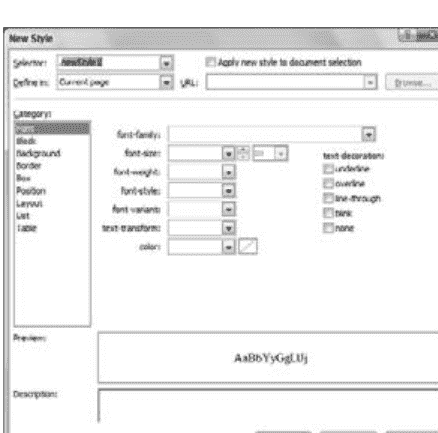 New Style
Selector: .newStyle1 Apply new style to document selection
Define in: Current page URL: Browse...
Category:
Font
Block
Background
Border
Box
Position
Layout
List
Table
font-family:
font-size: px
font-weight:
font-style:
font-variant:
text-transform:
color:
text-decoration:
underline
overline
line-through
blink
none
Preview:
AaBbYyGgLlJj
Description: